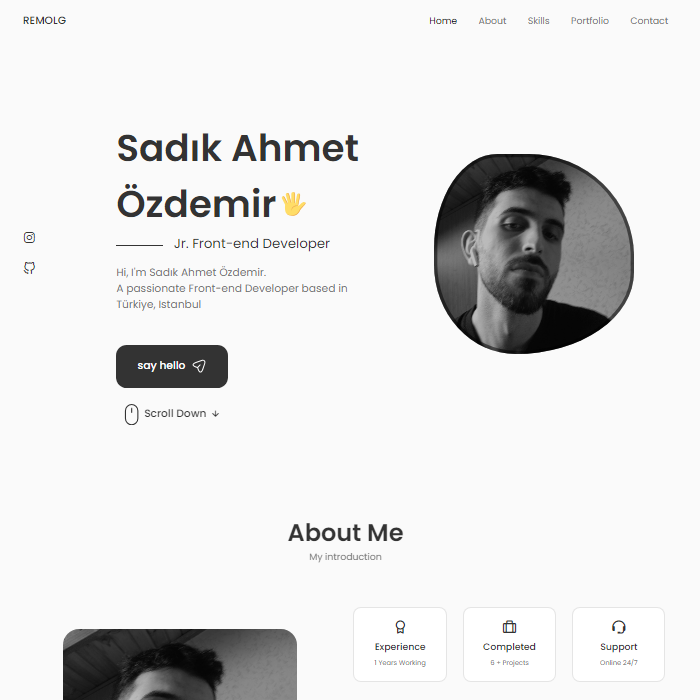 REMOLG
Home About Skills Portfolio Contact
Sadık Ahmet
Özdemir
Jr. Front-end Developer
Hi, I'm Sadık Ahmet Özdemir.
A passionate Front-end Developer based in
Türkiye, Istanbul
say hello
Scroll Down
About Me
My introduction
Experience
1 Years Working
Completed
6 + Projects
Support
Online 24/7